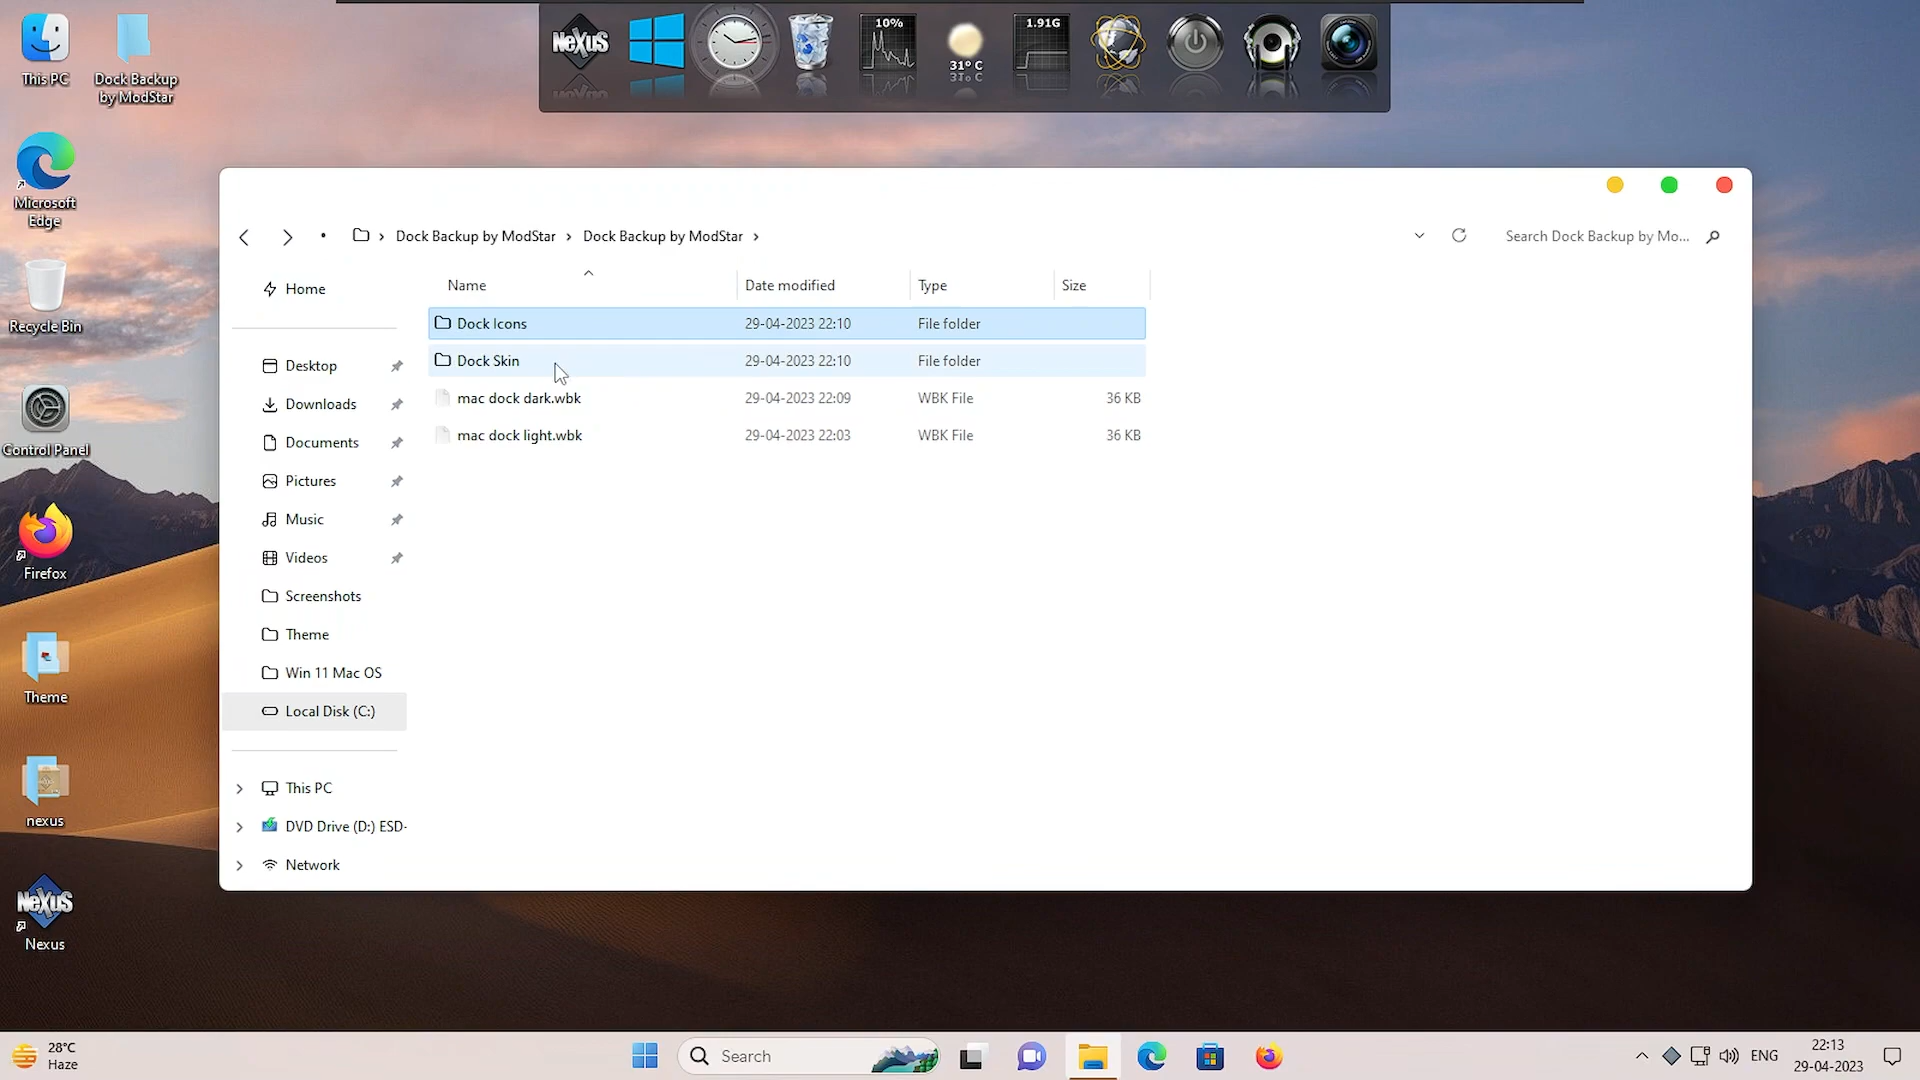 This PC
Dock Backup
by ModStar
Microsoft
Edge
Recycle Bin
Control Panel
Firefox
Theme
nexus
NeXuS
Nexus
NeXuS
10%
31° C
1.91G
Dock Backup by ModStar
Dock Backup by ModStar
Search Dock Backup by Mo...
Name
Date modified
Type
Size
Dock Icons 29-04-2023 22:10 File folder
Dock Skin 29-04-2023 22:10 File folder
mac dock dark.wbk 29-04-2023 22:09 WBK File 36 KB
mac dock light.wbk 29-04-2023 22:03 WBK File 36 KB
Home
Desktop
Downloads
Documents
Pictures
Music
Videos
Screenshots
Theme
Win 11 Mac OS
Local Disk (C:)
This PC
DVD Drive (D:) ESD-
Network
28°C
Haze
Search
ENG
22:13
29-04-2023